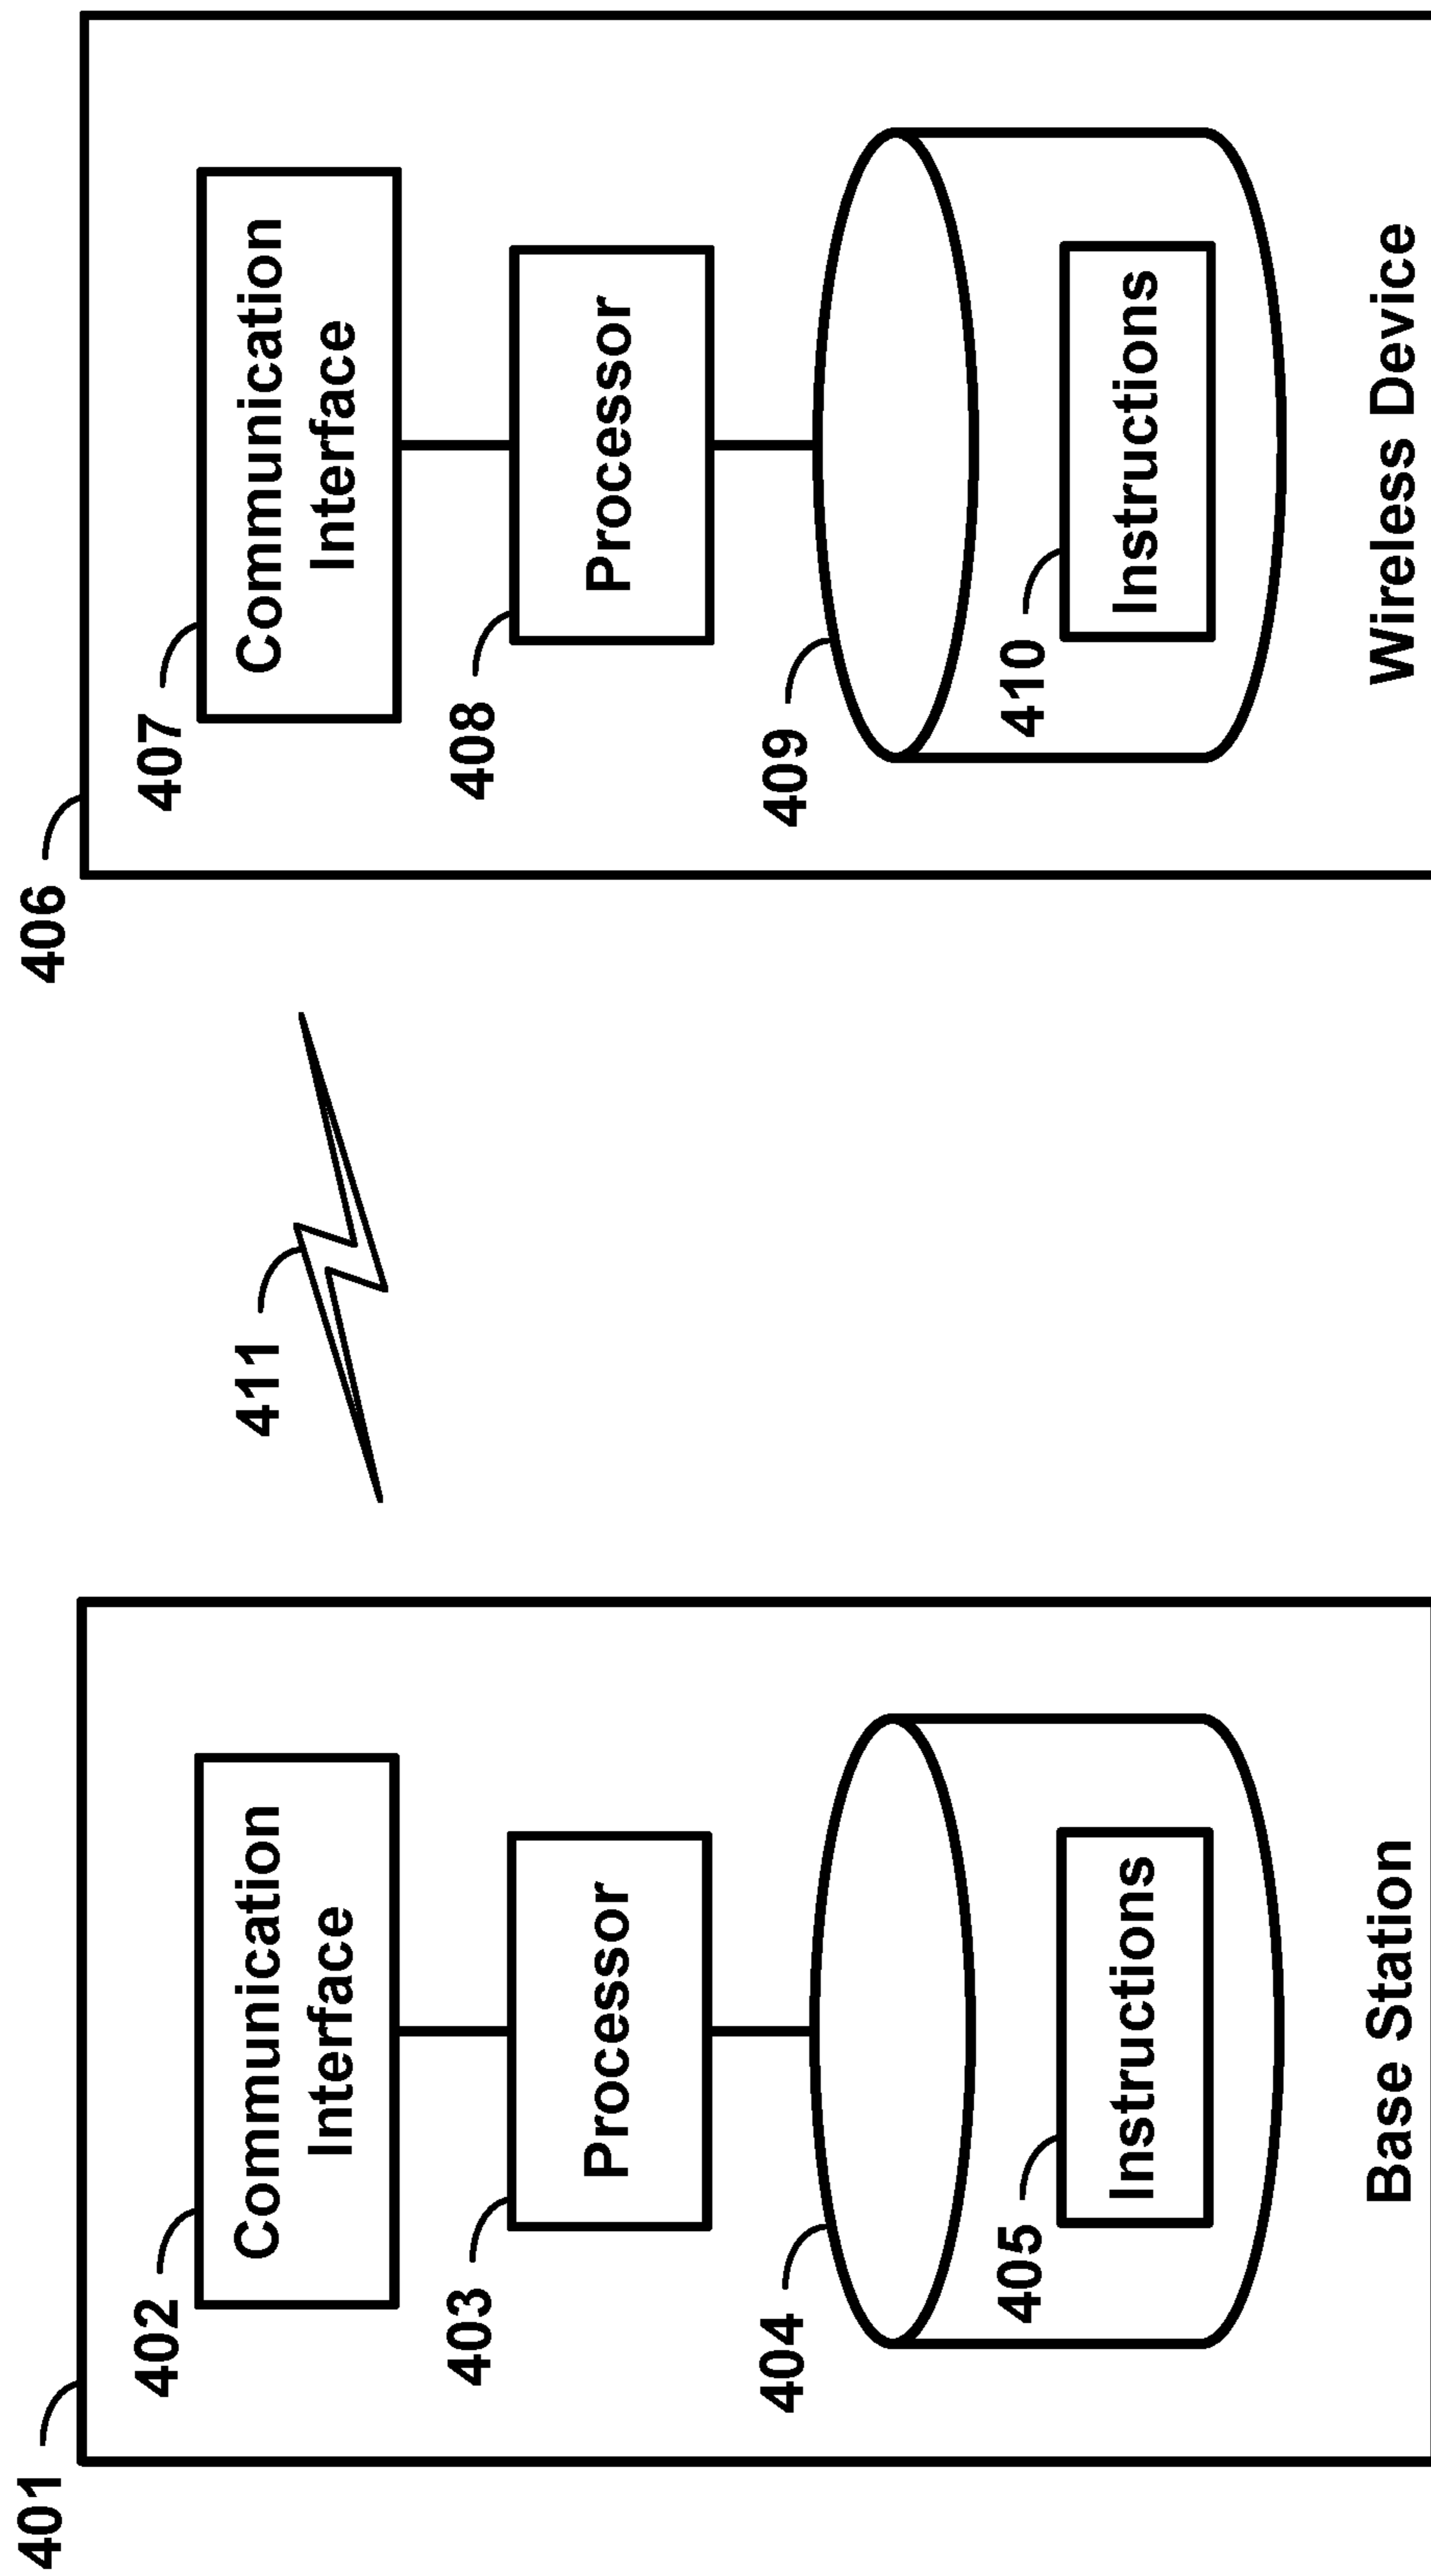 401
402
Communication
Interface
403
Processor
404
405
Instructions
Base Station
411
406
407
Communication
Interface
408
Processor
409
410
Instructions
Wireless Device